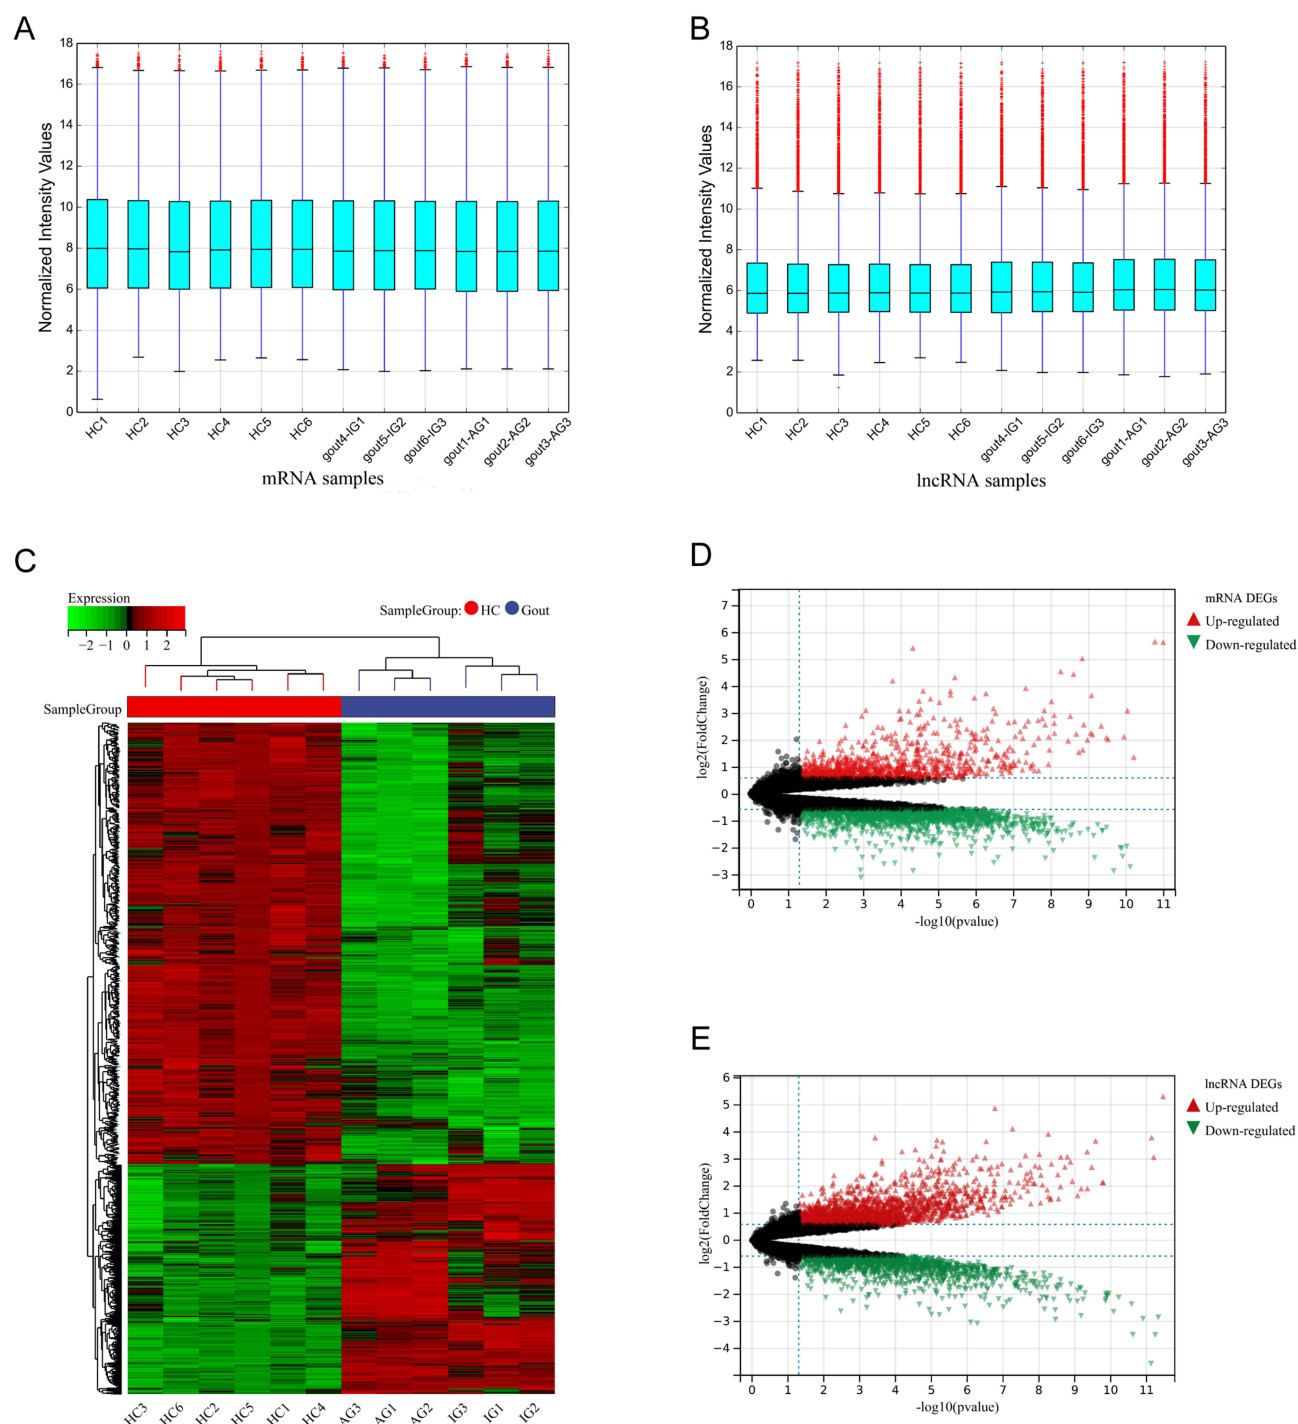 A
Normalized Intensity Values
18
16
14
12
10
8
6
4
2
0
HC1 HC2 HC3 HC4 HC5 HC6 gout4-IG1 gout5-IG2 gout6-IG3 gout1-AG1 gout2-AG2 gout3-AG3
mRNA samples
B
Normalized Intensity Values
18
16
14
12
10
8
6
4
2
0
HC1 HC2 HC3 HC4 HC5 HC6 gout4-IG1 gout5-IG2 gout6-IG3 gout1-AG1 gout2-AG2 gout3-AG3
lncRNA samples
C
Expression
−2 −1 0 1 2
SampleGroup: HC Gout
SampleGroup
HC3 HC6 HC2 HC5 HC1 HC4 AG3 AG1 AG2 IG3 IG1 IG2
D
log2(FoldChange)
7
6
5
4
3
2
1
0
−1
−2
−3
0 1 2 3 4 5 6 7 8 9 10 11
-log10(pvalue)
mRNA DEGs
Up-regulated
Down-regulated
E
log2(FoldChange)
6
5
4
3
2
1
0
−1
−2
−3
−4
0 1 2 3 4 5 6 7 8 9 10 11
-log10(pvalue)
lncRNA DEGs
Up-regulated
Down-regulated